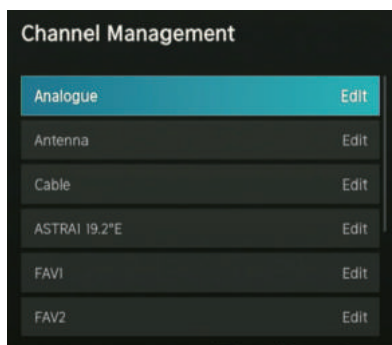 Channel Management
Analogue Edit
Antenna Edit
Cable Edit
ASTRA1 19.2°E Edit
FAV1 Edit
FAV2 Edit